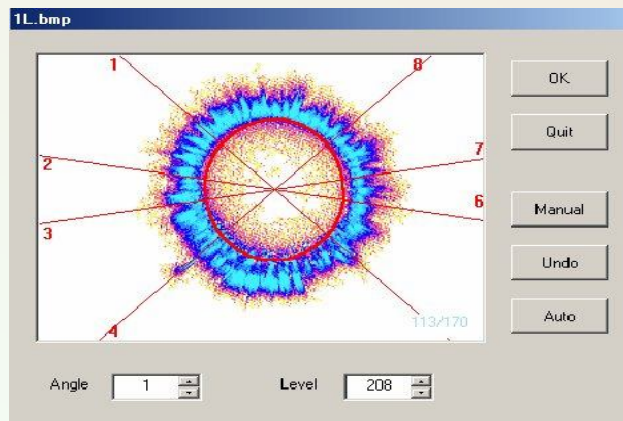 1L.bmp
1
8
OK
Quit
7
2
6
Manual
3
Undo
4
113/170
Auto
Angle 1 Level 208